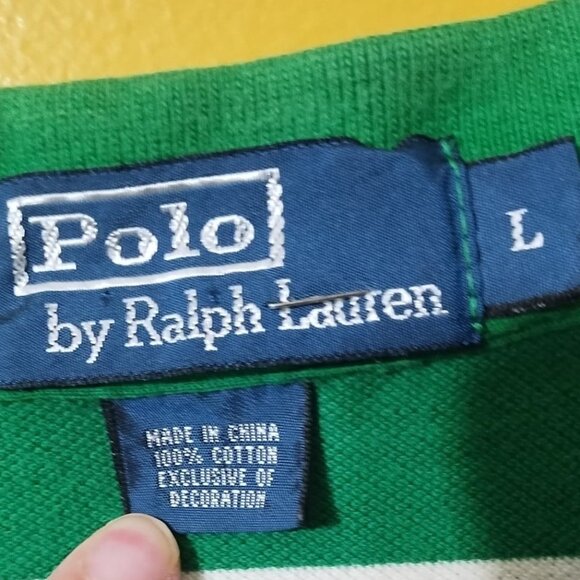 Polo
by Ralph Lauren
L
MADE IN CHINA
100% COTTON
EXCLUSIVE OF
DECORATION